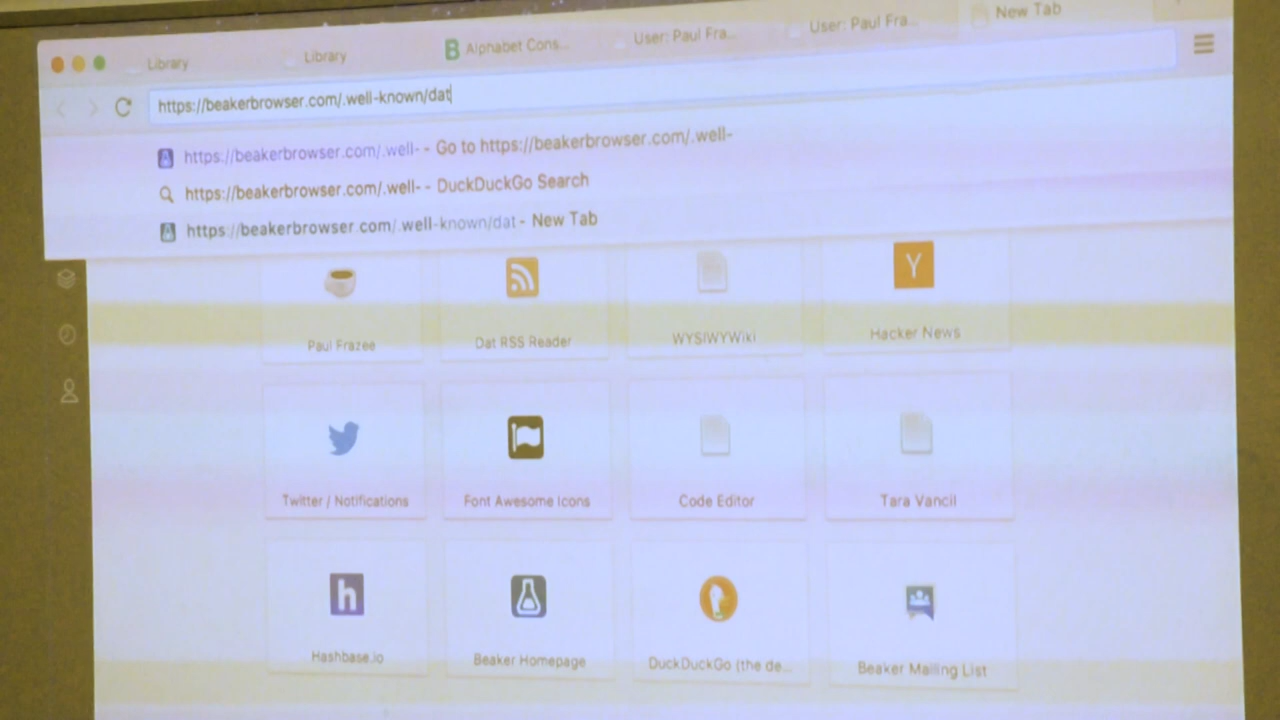 Library
Library
Alphabet Cons...
User: Paul Fra...
User: Paul Fra...
New Tab
https://beakerbrowser.com/.well-known/dat
https://beakerbrowser.com/.well- - Go to https://beakerbrowser.com/.well-
https://beakerbrowser.com/.well- - DuckDuckGo Search
https://beakerbrowser.com/.well-known/dat - New Tab
Paul Frazee
Dat RSS Reader
WYSIWYWiki
Y
Hacker News
Twitter / Notifications
Font Awesome Icons
Code Editor
Tara Vancil
h
Hashbase.io
Beaker Homepage
DuckDuckGo (the de...
Beaker Mailing List